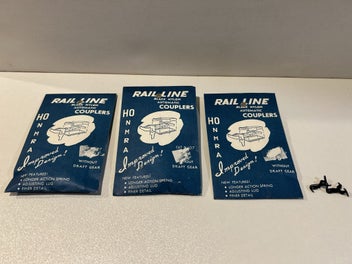 RAIL LINE
BLACK NYLON
AUTOMATIC
COUPLERS
HO
NMRA
Improved
Design!
WITHOUT
DRAFT GEAR
NEW FEATURES!
• LONGER ACTION SPRING
• ADJUSTING LUG
• FINER DETAIL
RAIL LINE
BLACK NYLON
AUTOMATIC
COUPLERS
HO
NMRA
Improved
Design!
WITHOUT
DRAFT GEAR
NEW FEATURES!
• LONGER ACTION SPRING
• ADJUSTING LUG
• FINER DETAIL
RAIL LINE
BLACK NYLON
AUTOMATIC
COUPLERS
HO
NMRA
Improved
Design!
WITHOUT
DRAFT GEAR
NEW FEATURES!
• LONGER ACTION SPRING
• ADJUSTING LUG
• FINER DETAIL